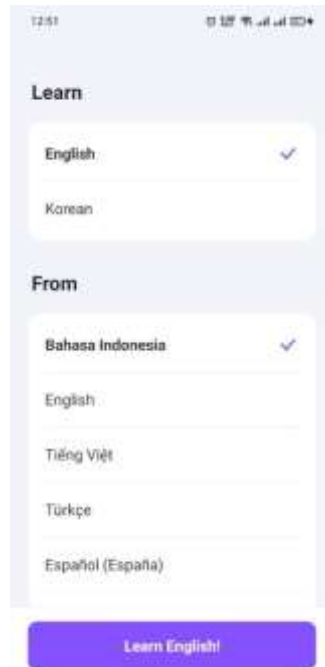 12:51
Learn
English
Korean
From
Bahasa Indonesia
English
Tiếng Việt
Türkçe
Español (España)
Learn English!